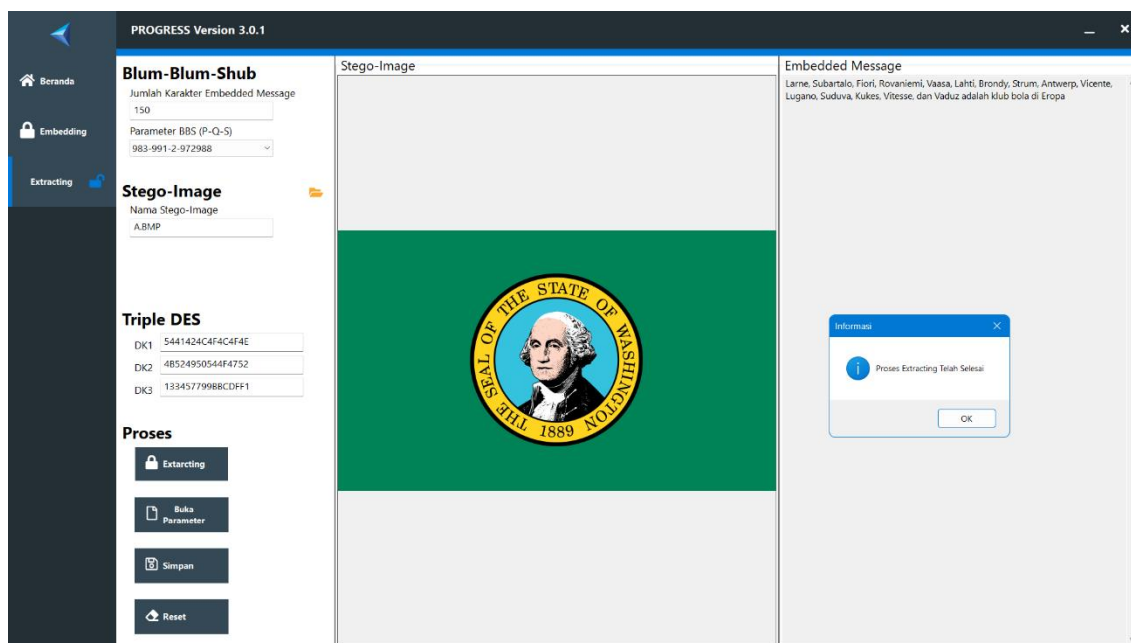 PROGRESS Version 3.0.1
Beranda
Embedding
Extracting
Blum-Blum-Shub
Jumlah Karakter Embedded Message
150
Parameter BBS (P-Q-S)
983-991-2-972988
Stego-Image
Nama Stego-Image
A.BMP
Triple DES
DK1 5441424C4F4C4F4E
DK2 4B524950544F4752
DK3 133457799BBCDFF1
Proses
Extarcting
Buka
Parameter
Simpan
Reset
Stego-Image
THE SEAL OF THE STATE OF WASHINGTON
1889
Embedded Message
Larne, Subartalo, Fiori, Rovaniemi, Vaasa, Lahti, Brondy, Strum, Antwerp, Vicente,
Lugano, Suduva, Kukes, Vitesse, dan Vaduz adalah klub bola di Eropa
Informasi
Proses Extracting Telah Selesai
OK